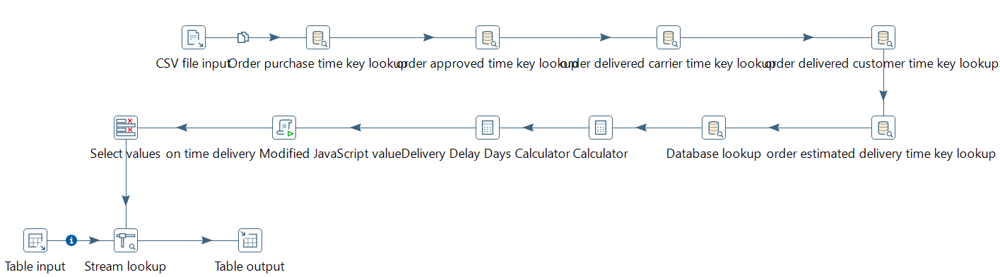 CSV file input
Order purchase time key lookup
order approved time key lookup
order delivered carrier time key lookup
order delivered customer time key lookup
Select values
on time delivery Modified JavaScript value
Delivery Delay Days Calculator
Calculator
Database lookup
order estimated delivery time key lookup
Table input
Stream lookup
Table output